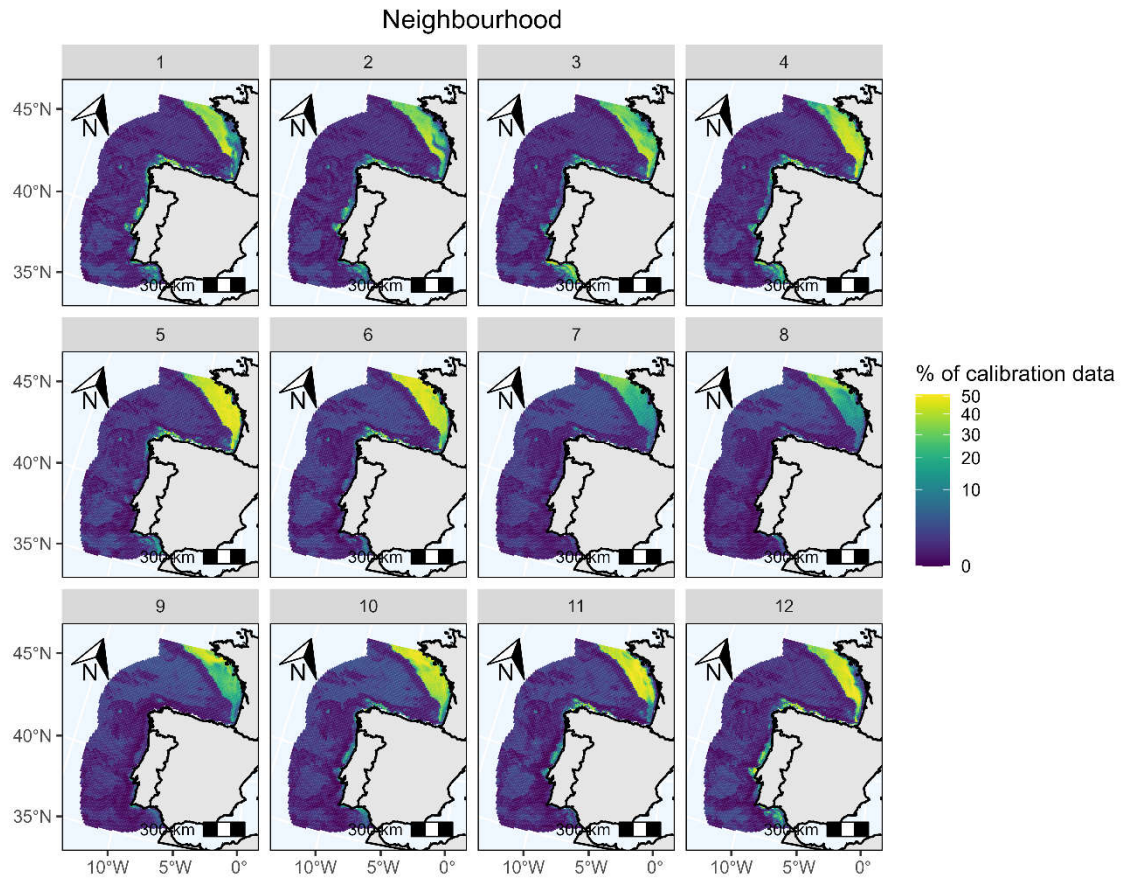 Neighbourhood
1 2 3 4
45°N
40°N
35°N
N N N N
300 km 300 km 300 km 300 km
5 6 7 8
45°N
40°N
35°N
N N N N
300 km 300 km 300 km 300 km
% of calibration data
50
40
30
20
10
0
9 10 11 12
45°N
40°N
35°N
N N N N
300 km 300 km 300 km 300 km
10°W 5°W 0° 10°W 5°W 0° 10°W 5°W 0° 10°W 5°W 0°